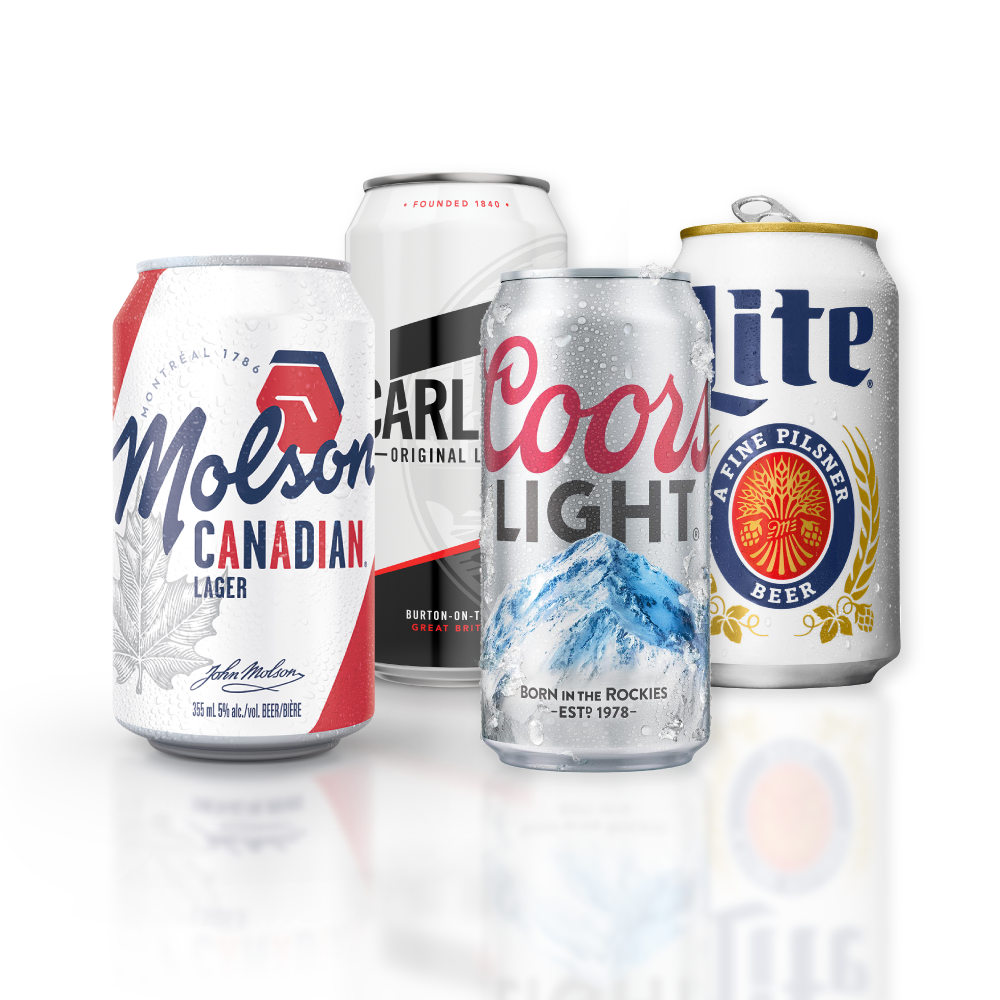 MONTRÉAL 1786
Molson
CANADIAN.
LAGER
John Molson
355 mL 5% alc./vol. BEER/BIÈRE
• FOUNDED 1840 •
CARL
—ORIGINAL L
BURTON-ON-T
GREAT BRIT
Coors
LIGHT®
BORN IN THE ROCKIES
-ESTD 1978-
Lite®
A FINE PILSNER
BEER